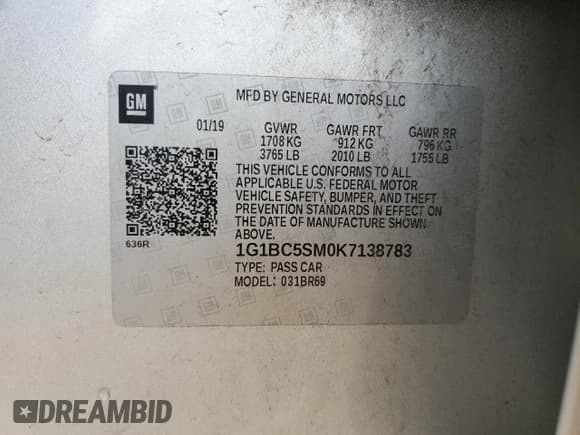 GM
MFD BY GENERAL MOTORS LLC
01/19 GVWR GAWR FRT GAWR RR
1708 KG 912 KG 796 KG
3765 LB 2010 LB 1755 LB
THIS VEHICLE CONFORMS TO ALL
APPLICABLE U.S. FEDERAL MOTOR
VEHICLE SAFETY, BUMPER, AND THEFT
PREVENTION STANDARDS IN EFFECT ON
THE DATE OF MANUFACTURE SHOWN
ABOVE.
636R
1G1BC5SM0K7138783
TYPE: PASS CAR
MODEL: 031BR69
DREAMBID